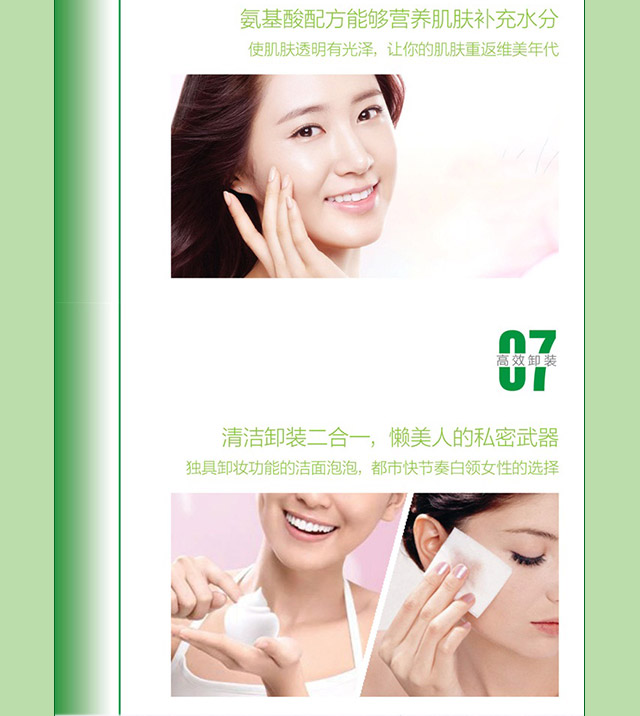 氨基酸配方能够营养肌肤补充水分
使肌肤透明有光泽，让你的肌肤重返维美年代
07
高效卸装
清洁卸装二合一，懒美人的私密武器
独具卸妆功能的洁面泡泡，都市快节奏白领女性的选择